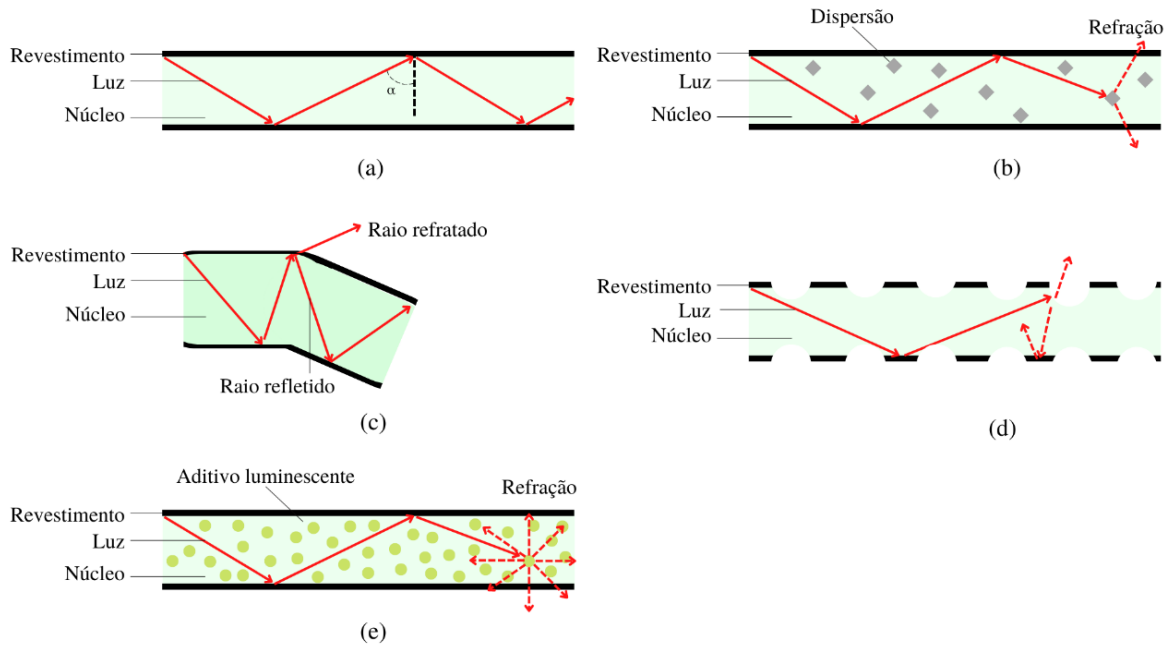 Revestimento
Luz
α
Núcleo
(a)
Dispersão
Refração
Revestimento
Luz
Núcleo
(b)
Raio refratado
Revestimento
Luz
Núcleo
Raio refletido
(c)
Revestimento
Luz
Núcleo
(d)
Aditivo luminescente
Refração
Revestimento
Luz
Núcleo
(e)